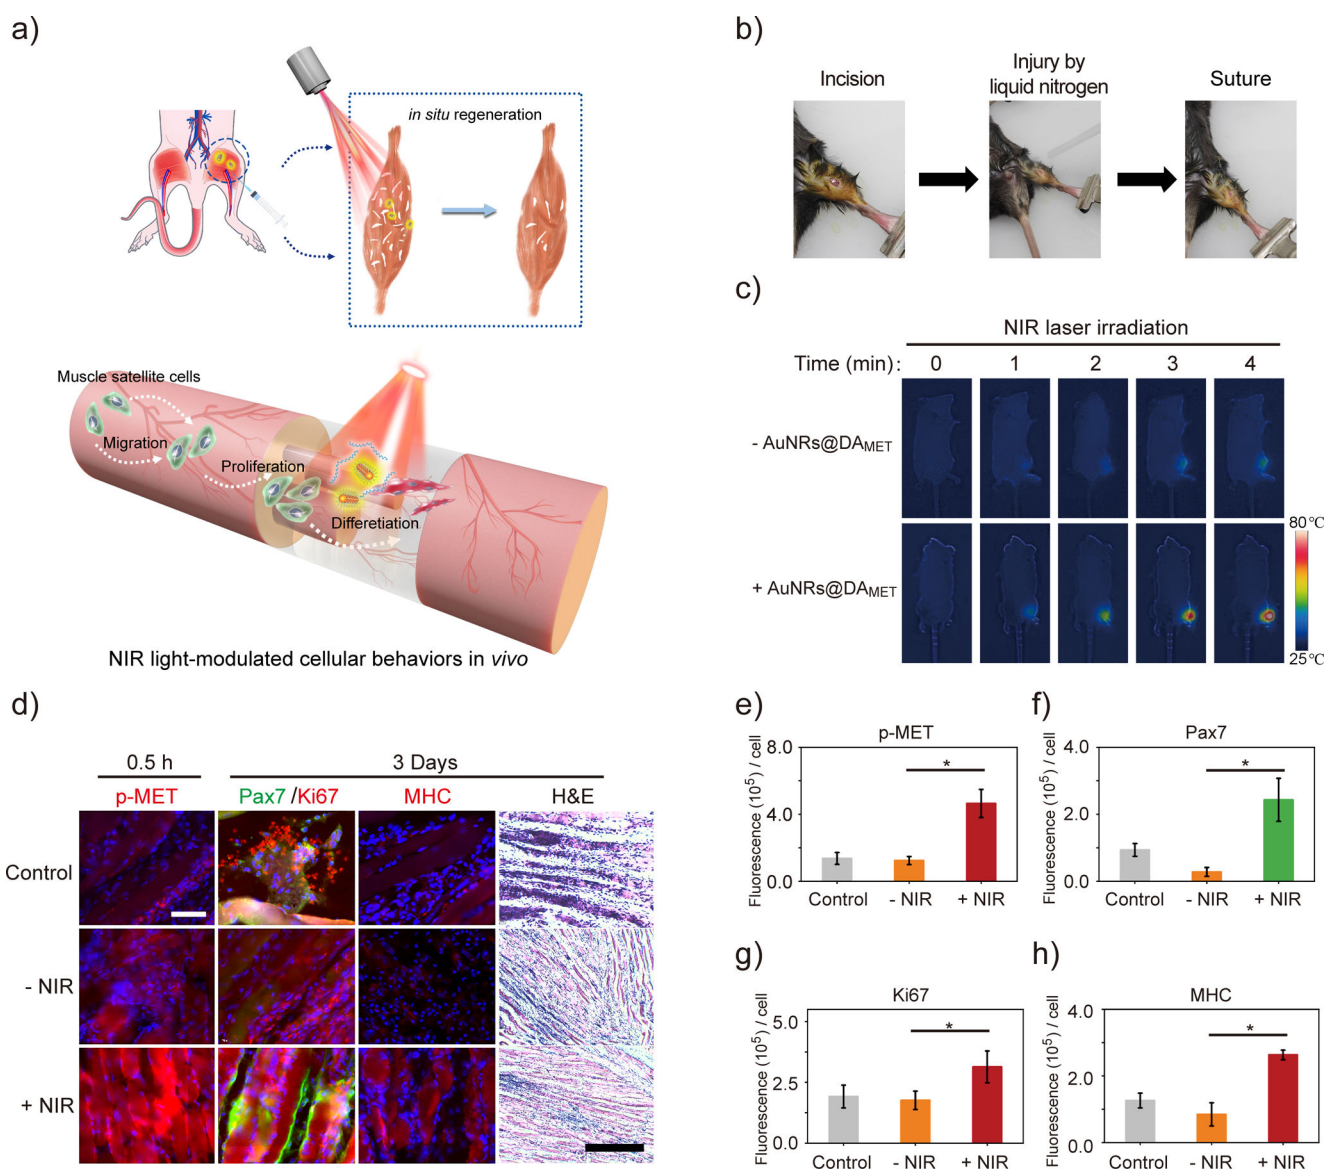 a)
in situ regeneration
Muscle satellite cells
Migration
Proliferation
Differetiation
NIR light-modulated cellular behaviors in vivo
b)
Incision
Injury by
liquid nitrogen
Suture
c)
NIR laser irradiation
Time (min) : 0 1 2 3 4
- AuNRs@DAMET
+ AuNRs@DAMET
80 °C
25 °C
d)
0.5 h 3 Days
p-MET Pax7 /Ki67 MHC H&E
Control
- NIR
+ NIR
e)
p-MET
Fluorescence (10⁵) / cell
8.0
4.0
0.0
*
Control - NIR + NIR
f)
Pax7
Fluorescence (10⁵) / cell
4.0
2.0
0.0
*
Control - NIR + NIR
g)
Ki67
Fluorescence (10⁵) / cell
5.0
2.5
0.0
*
Control - NIR + NIR
h)
MHC
Fluorescence (10⁵) / cell
4.0
2.0
0.0
*
Control - NIR + NIR